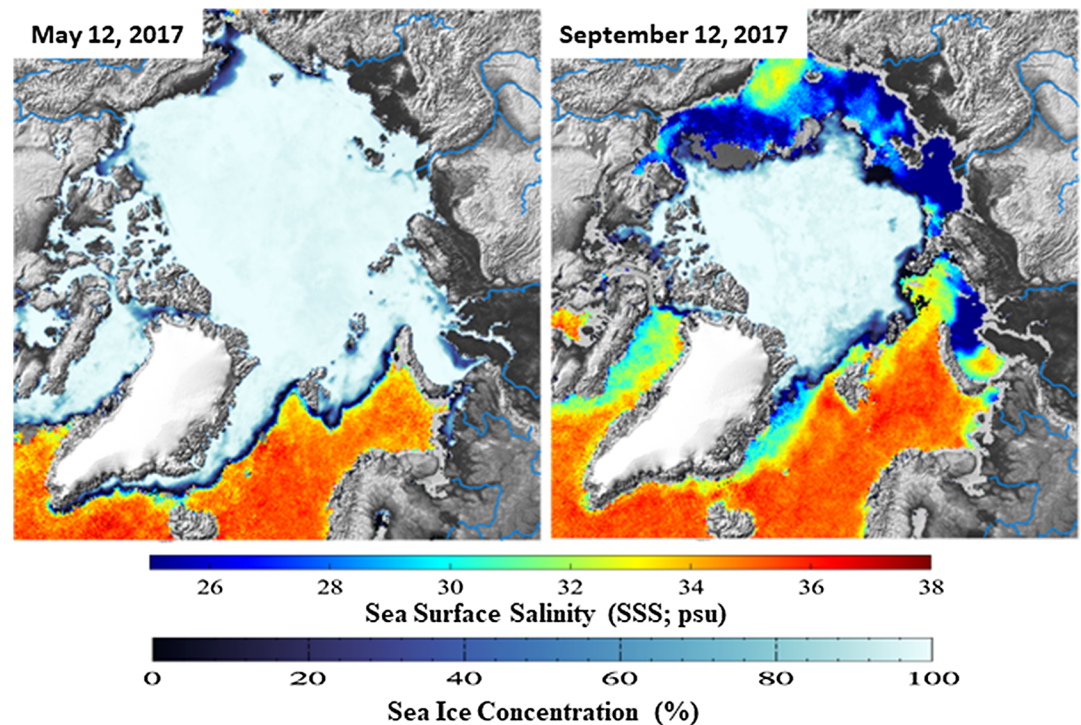 May 12, 2017
September 12, 2017
26 28 30 32 34 36 38
Sea Surface Salinity (SSS; psu)
0 20 40 60 80 100
Sea Ice Concentration (%)